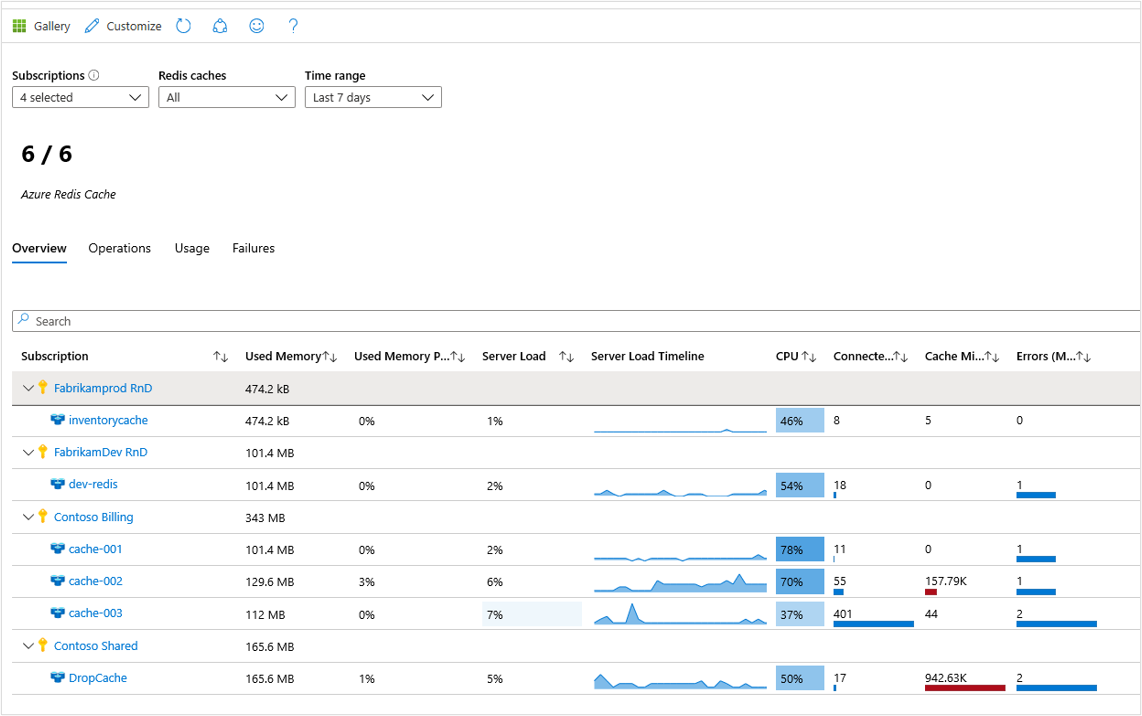 Gallery Customize ?
Subscriptions Redis caches Time range
4 selected All Last 7 days
6 / 6
Azure Redis Cache
Overview Operations Usage Failures
Search
Subscription ↑↓ Used Memory↑↓ Used Memory P...↑↓ Server Load ↑↓ Server Load Timeline CPU↑↓ Connecte...↑↓ Cache Mi...↑↓ Errors (M...↑↓
Fabrikamprod RnD 474.2 kB
inventorycache 474.2 kB 0% 1% 46% 8 5 0
FabrikamDev RnD 101.4 MB
dev-redis 101.4 MB 0% 2% 54% 18 0 1
Contoso Billing 343 MB
cache-001 101.4 MB 0% 2% 78% 11 0 1
cache-002 129.6 MB 3% 6% 70% 55 157.79K 1
cache-003 112 MB 0% 7% 37% 401 44 2
Contoso Shared 165.6 MB
DropCache 165.6 MB 1% 5% 50% 17 942.63K 2